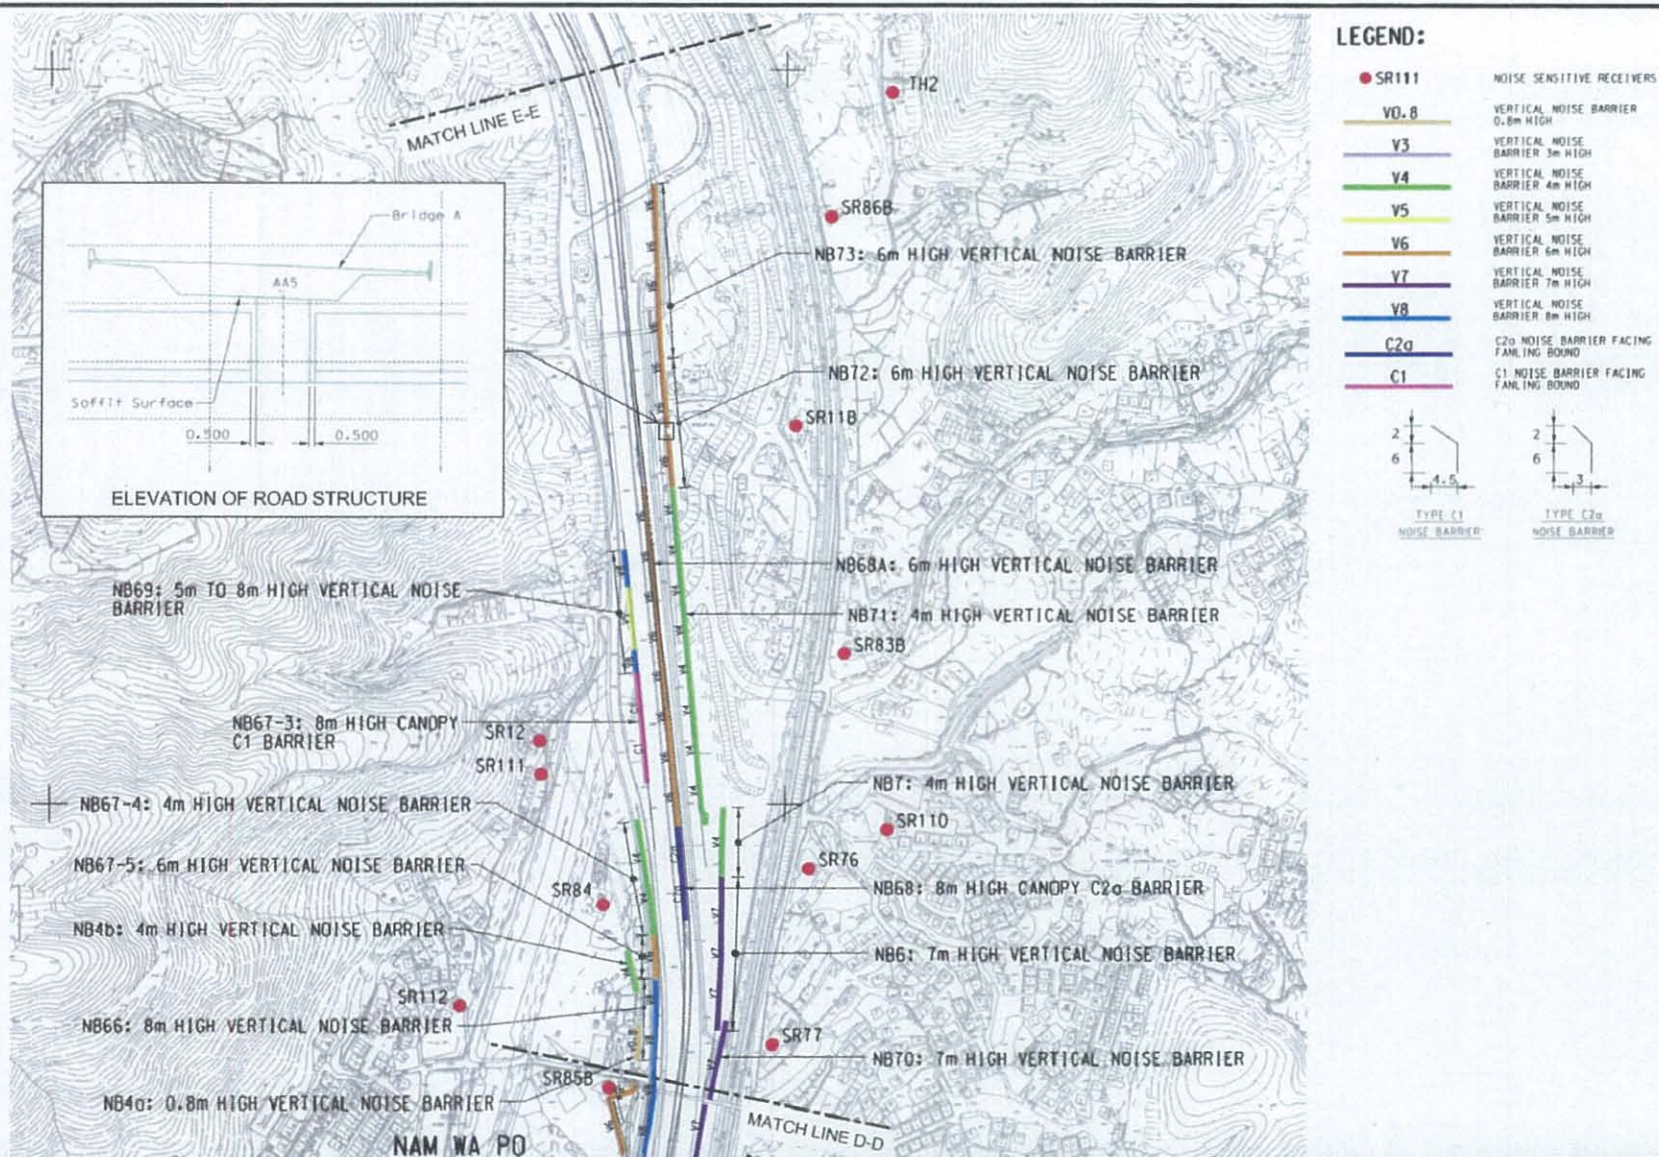 LEGEND:
SR111 NOISE SENSITIVE RECEIVERS
V0.8 VERTICAL NOISE BARRIER
0.8m HIGH
V3 VERTICAL NOISE
BARRIER 3m HIGH
V4 VERTICAL NOISE
BARRIER 4m HIGH
V5 VERTICAL NOISE
BARRIER 5m HIGH
V6 VERTICAL NOISE
BARRIER 6m HIGH
V7 VERTICAL NOISE
BARRIER 7m HIGH
V8 VERTICAL NOISE
BARRIER 8m HIGH
C2a C2a NOISE BARRIER FACING
FANLING BOUND
C1 C1 NOISE BARRIER FACING
FANLING BOUND
2
6
4.5
TYPE C1
NOISE BARRIER
2
6
3
TYPE C2a
NOISE BARRIER
MATCH LINE E-E
TH2
SR86B
Bridge A
AA5
Soffit Surface
0.500
0.500
ELEVATION OF ROAD STRUCTURE
NB73: 6m HIGH VERTICAL NOISE BARRIER
NB72: 6m HIGH VERTICAL NOISE BARRIER
SR11B
NB68A: 6m HIGH VERTICAL NOISE BARRIER
NB69: 5m TO 8m HIGH VERTICAL NOISE
BARRIER
NB71: 4m HIGH VERTICAL NOISE BARRIER
SR83B
NB67-3: 8m HIGH CANOPY
C1 BARRIER
SR12
SR111
NB67-4: 4m HIGH VERTICAL NOISE BARRIER
NB7: 4m HIGH VERTICAL NOISE BARRIER
SR110
NB67-5: 6m HIGH VERTICAL NOISE BARRIER
SR76
SR84
NB68: 8m HIGH CANOPY C2a BARRIER
NB4b: 4m HIGH VERTICAL NOISE BARRIER
NB6: 7m HIGH VERTICAL NOISE BARRIER
SR112
NB66: 8m HIGH VERTICAL NOISE BARRIER
SR77
NB70: 7m HIGH VERTICAL NOISE BARRIER
SR85B
NB4a: 0.8m HIGH VERTICAL NOISE BARRIER
MATCH LINE D-D
NAM WA PO